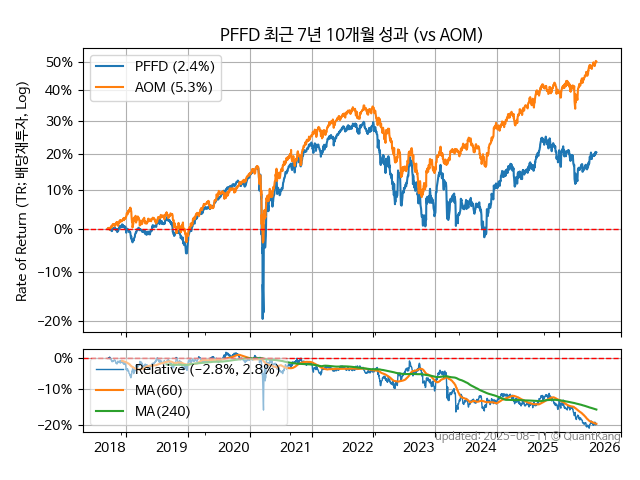 PFFD 최근 7년 10개월 성과 (vs AOM)
Rate of Return (TR: 배당재투자, Log)
50%
40%
30%
20%
10%
0%
−10%
−20%
PFFD (2.4%)
AOM (5.3%)
0%
−10%
−20%
Relative (−2.8%, 2.8%)
MA(60)
MA(240)
updated: 2025-08-11 © QuantKang
2018 2019 2020 2021 2022 2023 2024 2025 2026